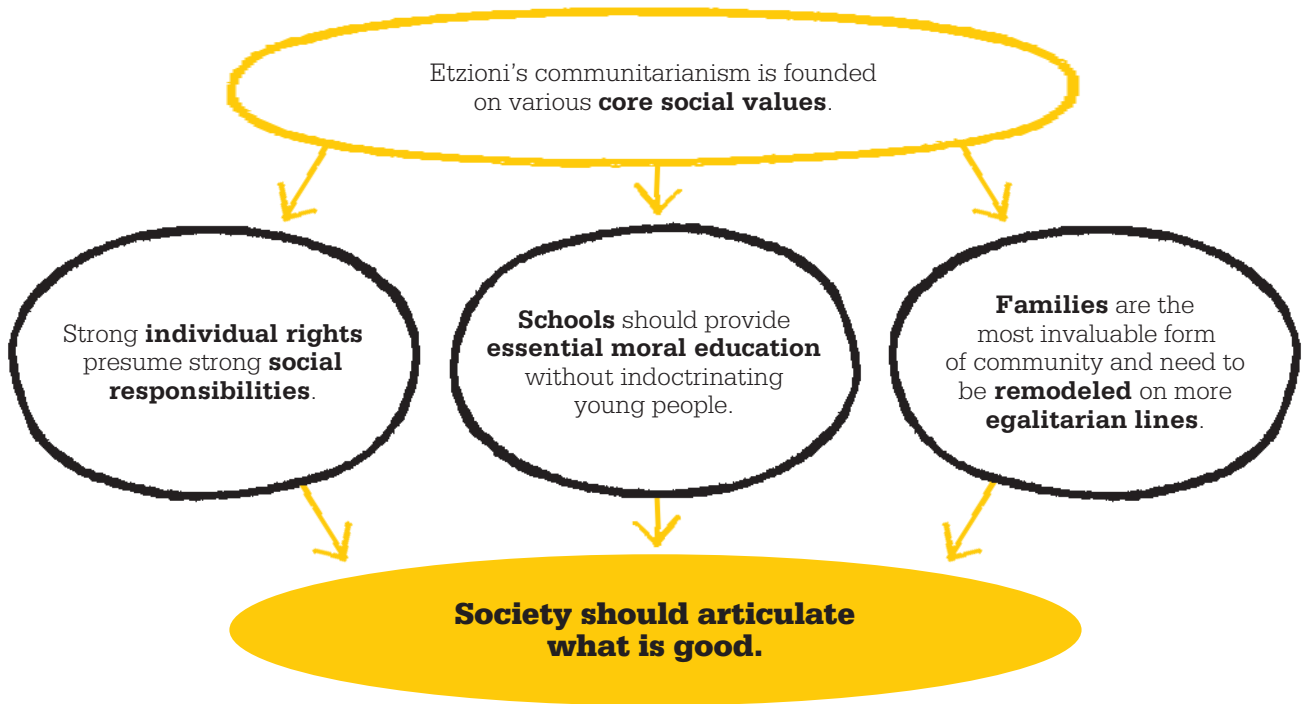 Etzioni’s communitarianism is founded
on various core social values.
Strong individual rights
presume strong social
responsibilities.
Schools should provide
essential moral education
without indoctrinating
young people.
Families are the
most invaluable form
of community and need to
be remodeled on more
egalitarian lines.
Society should articulate
what is good.